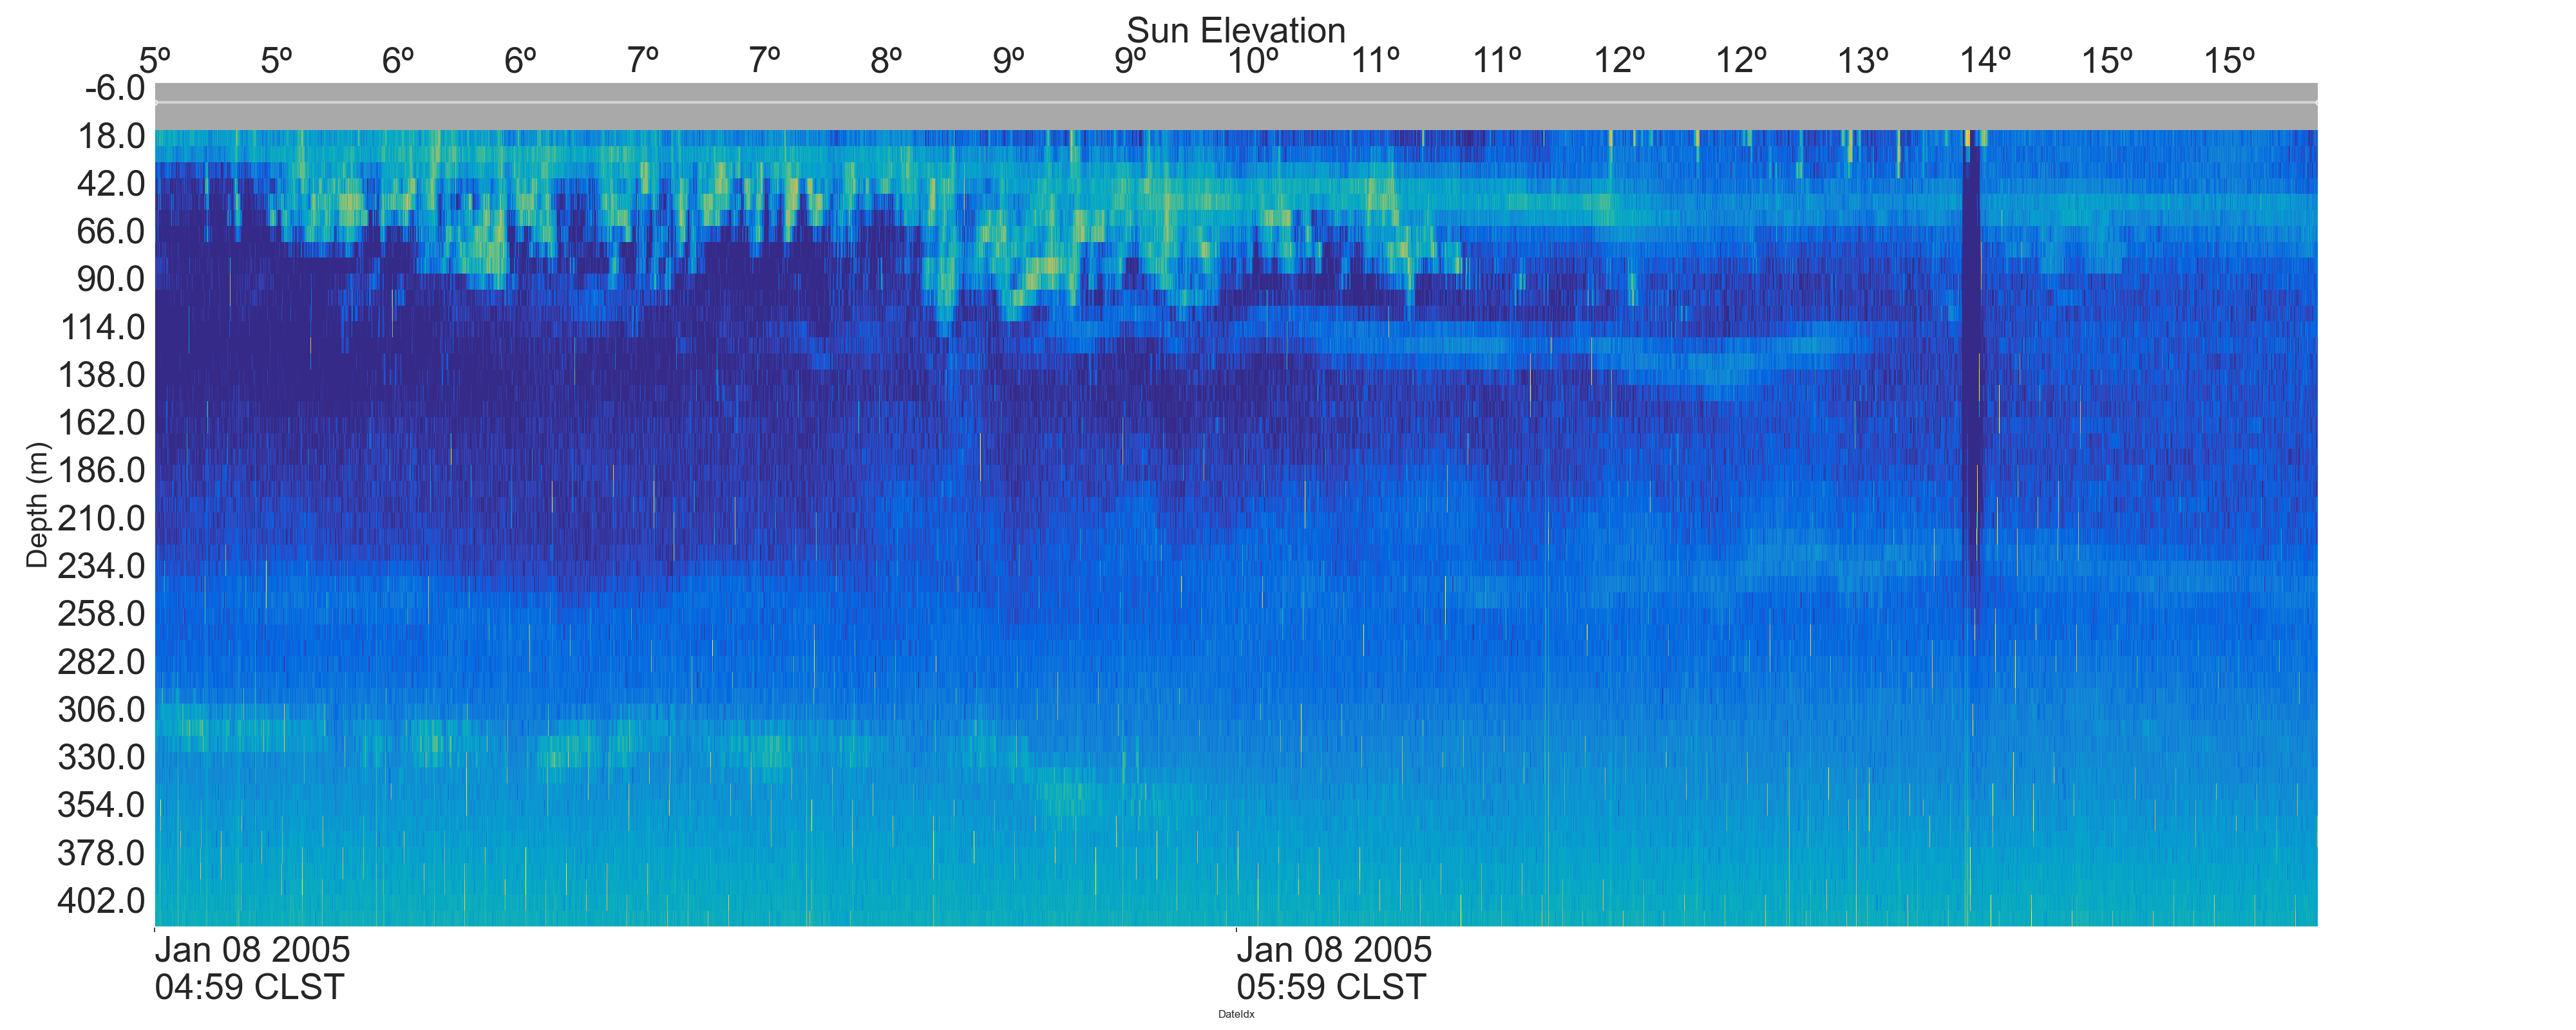 Sun Elevation
5º 5º 6º 6º 7º 7º 8º 9º 9º 10º 11º 11º 12º 12º 13º 14º 15º 15º
-6.0
18.0
42.0
66.0
90.0
114.0
138.0
162.0
186.0
210.0
234.0
258.0
282.0
306.0
330.0
354.0
378.0
402.0
Depth (m)
Jan 08 2005
04:59 CLST
Jan 08 2005
05:59 CLST
DateIdx